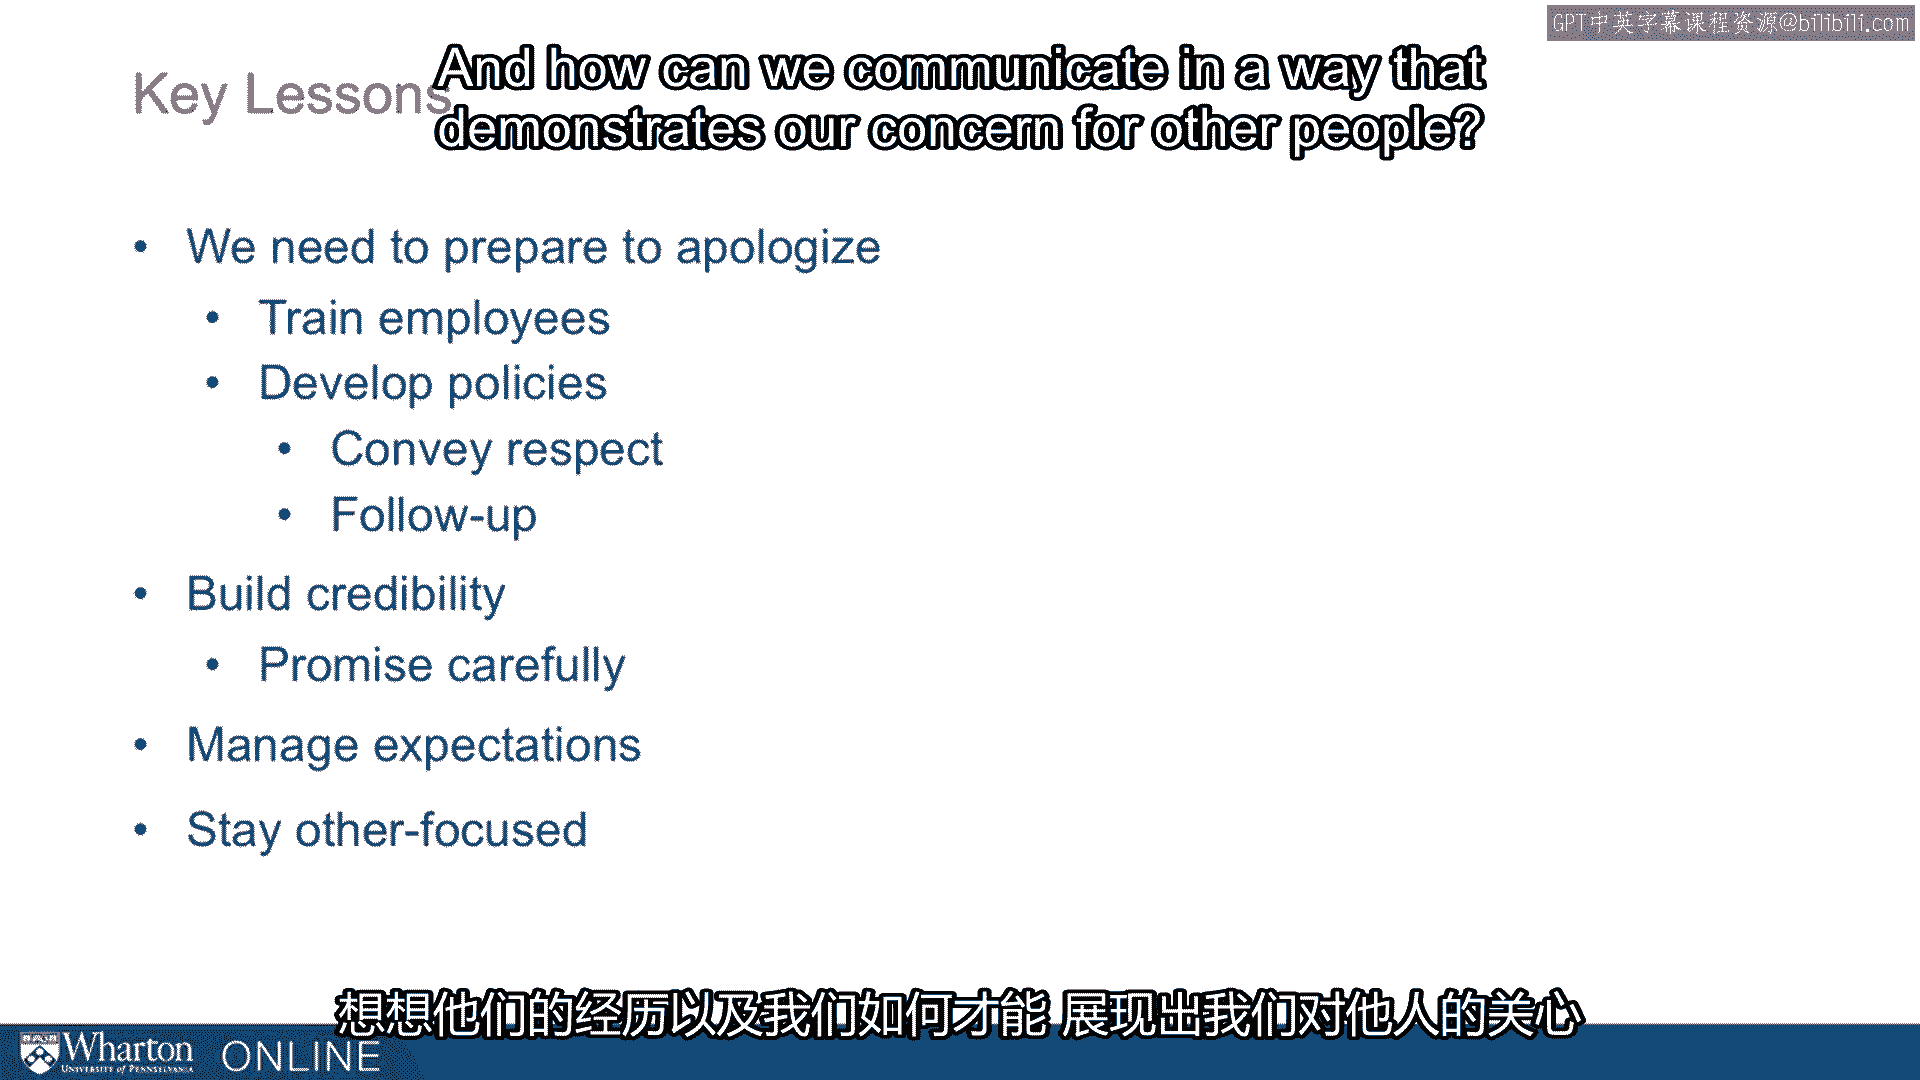 GPT中英字幕课程资源@bilibili.com
And how can we communicate in a way that
demonstrates our concern for other people?
Key Lessons
• We need to prepare to apologize
• Train employees
• Develop policies
• Convey respect
• Follow-up
• Build credibility
• Promise carefully
• Manage expectations
• Stay other-focused
想想他们的经历以及我们如何才能 展现出我们对他人的关心
Wharton ONLINE
UNIVERSITY OF PENNSYLVANIA